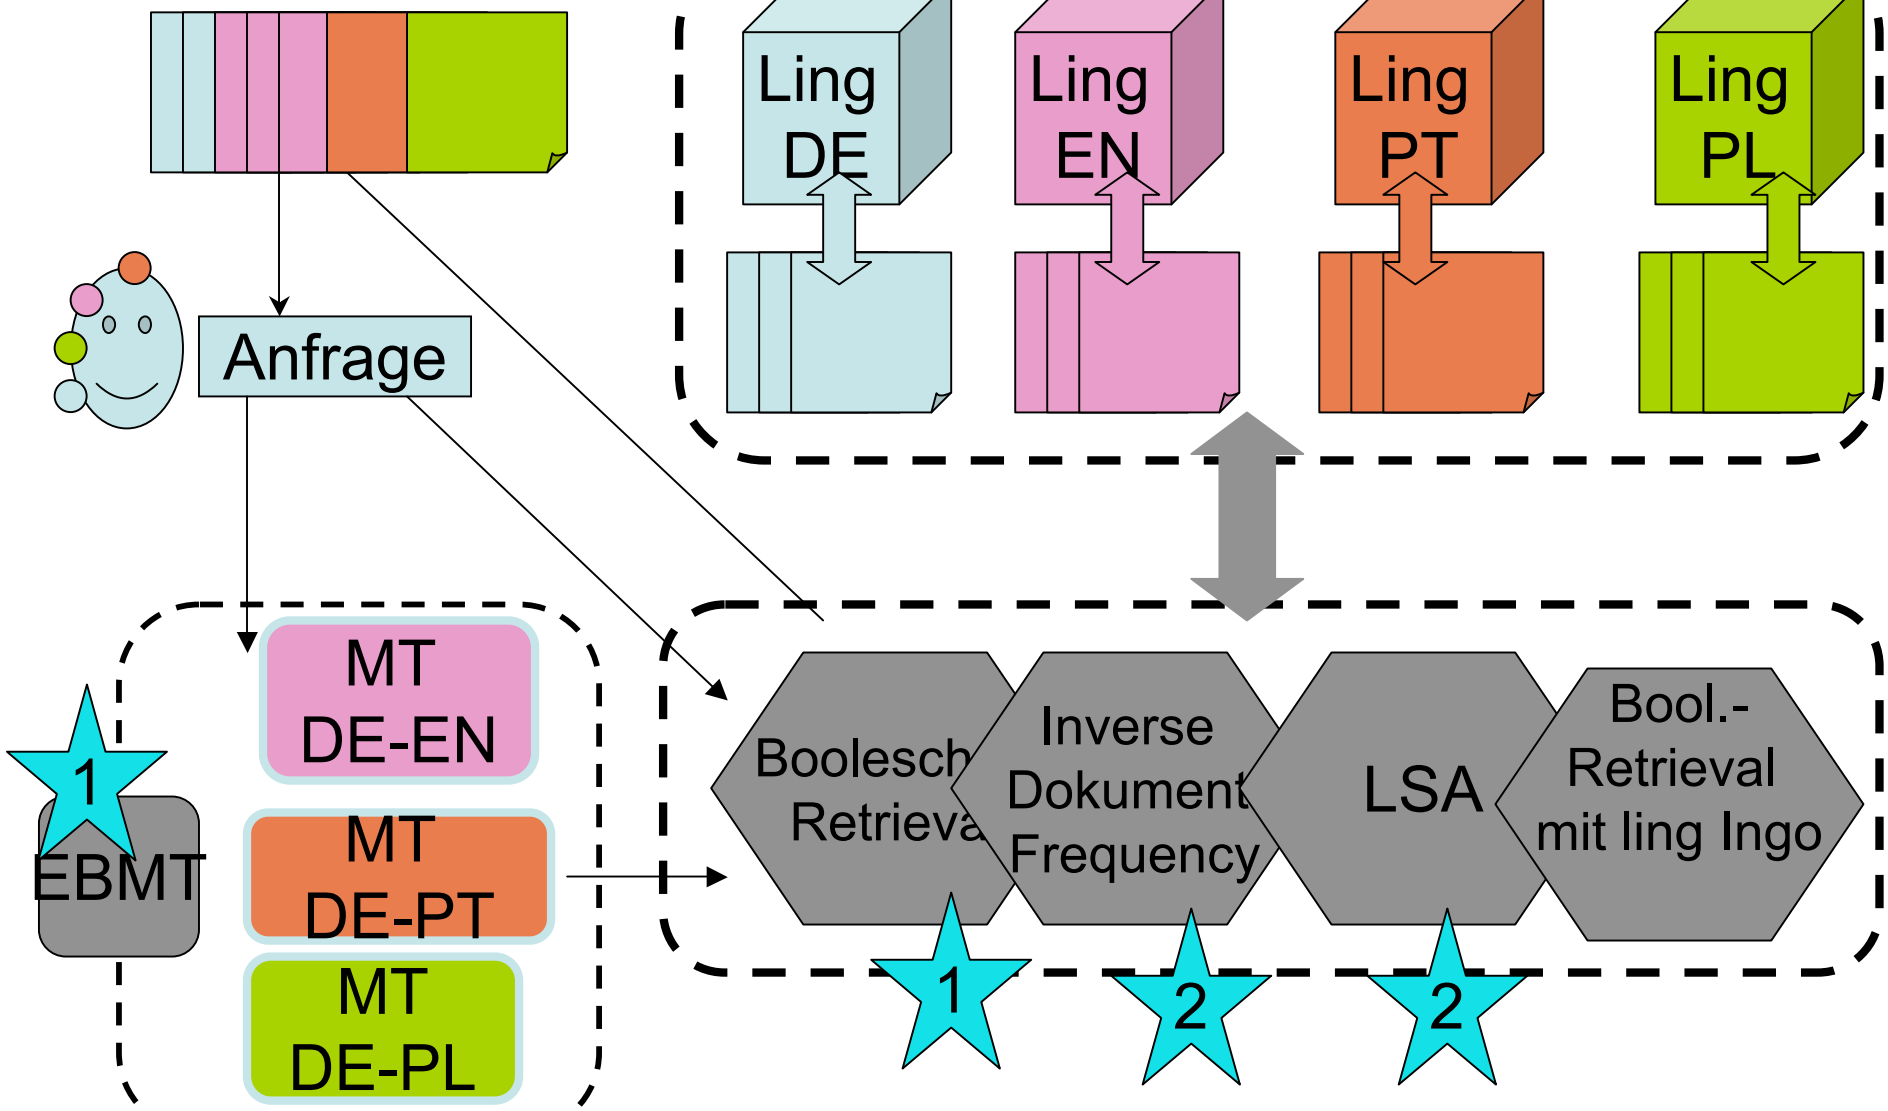 Ling
DE
Ling
EN
Ling
PT
Ling
PL
Anfrage
MT
DE-EN
1
EBMT
MT
DE-PT
MT
DE-PL
Boolesch
Retrieva
Inverse
Dokument
Frequency
LSA
Bool.-
Retrieval
mit ling Ingo
1
2
2